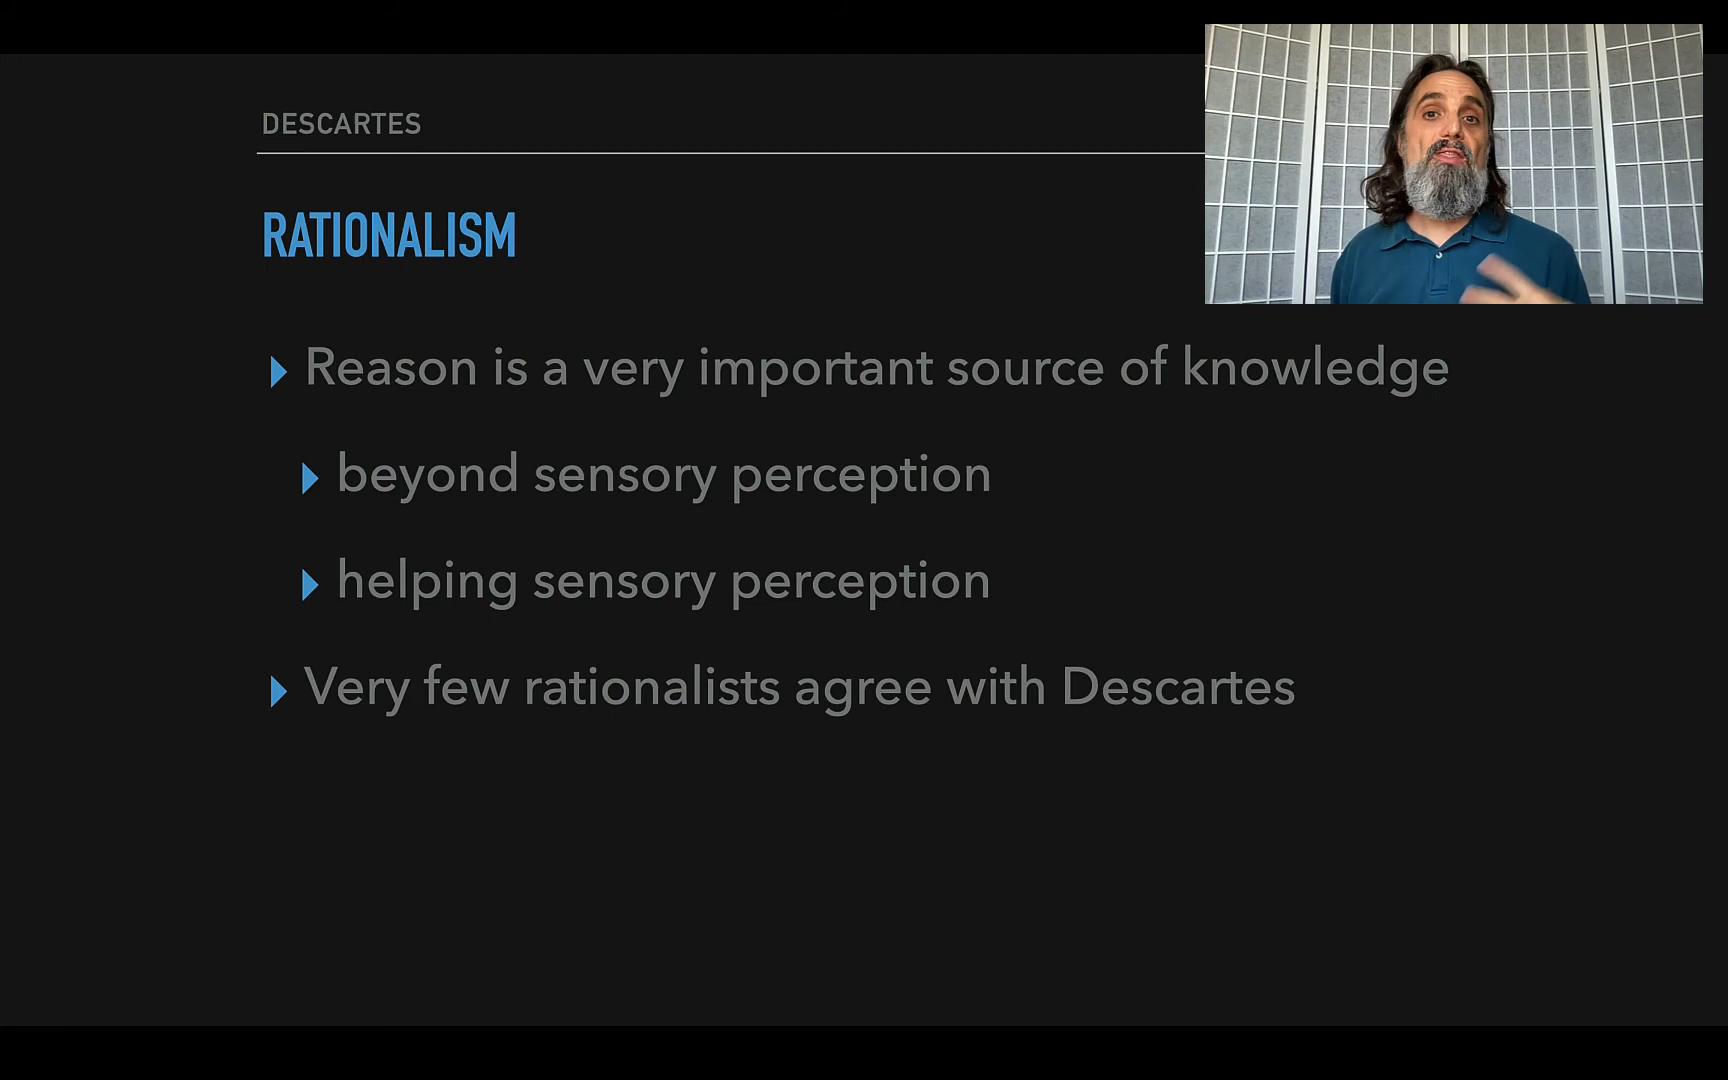 DESCARTES
RATIONALISM
Reason is a very important source of knowledge
beyond sensory perception
helping sensory perception
Very few rationalists agree with Descartes